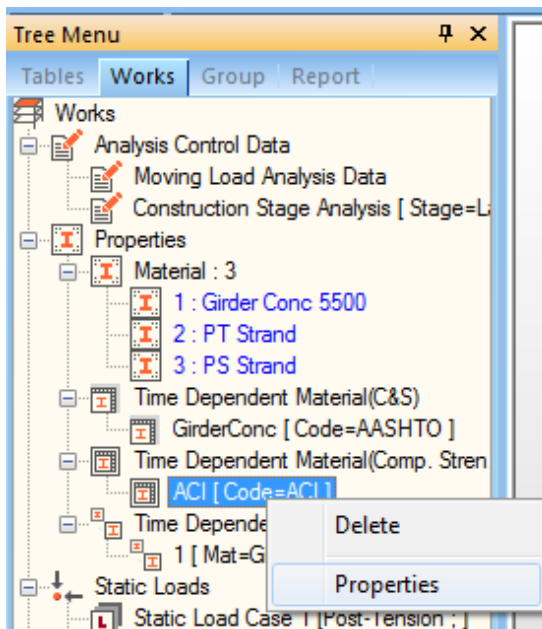 Tree Menu
Tables Works Group Report
Works
Analysis Control Data
Moving Load Analysis Data
Construction Stage Analysis [ Stage=La
Properties
Material : 3
1 : Girder Conc 5500
2 : PT Strand
3 : PS Strand
Time Dependent Material(C&S)
GirderConc [ Code=AASHTO ]
Time Dependent Material(Comp. Stren
ACI [ Code=ACI ]
Time Depende
Delete
1 [ Mat=G
Properties
Static Loads
Static Load Case 1 [Post-Tension ; ]